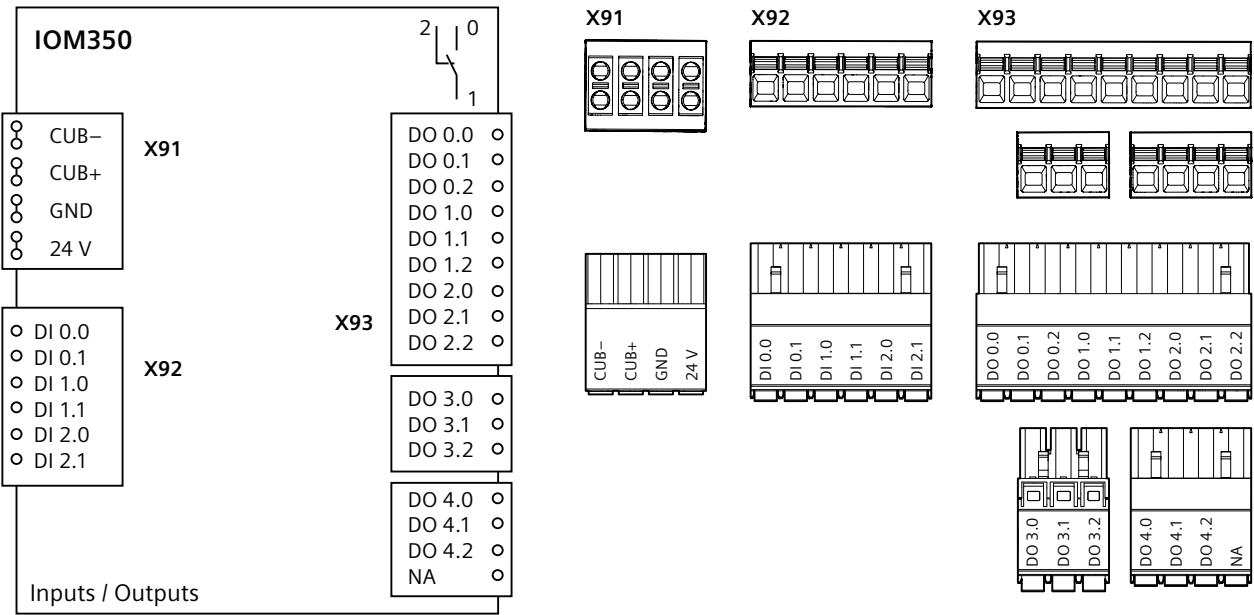 IOM350
2 0
1
CUB–
CUB+
GND
24 V
X91
DI 0.0
DI 0.1
DI 1.0
DI 1.1
DI 2.0
DI 2.1
X92
X93
DO 0.0
DO 0.1
DO 0.2
DO 1.0
DO 1.1
DO 1.2
DO 2.0
DO 2.1
DO 2.2
DO 3.0
DO 3.1
DO 3.2
DO 4.0
DO 4.1
DO 4.2
NA
Inputs / Outputs
X91
X92
X93
CUB–
CUB+
GND
24 V
DI 0.0
DI 0.1
DI 1.0
DI 1.1
DI 2.0
DI 2.1
DO 0.0
DO 0.1
DO 0.2
DO 1.0
DO 1.1
DO 1.2
DO 2.0
DO 2.1
DO 2.2
DO 3.0
DO 3.1
DO 3.2
DO 4.0
DO 4.1
DO 4.2
NA